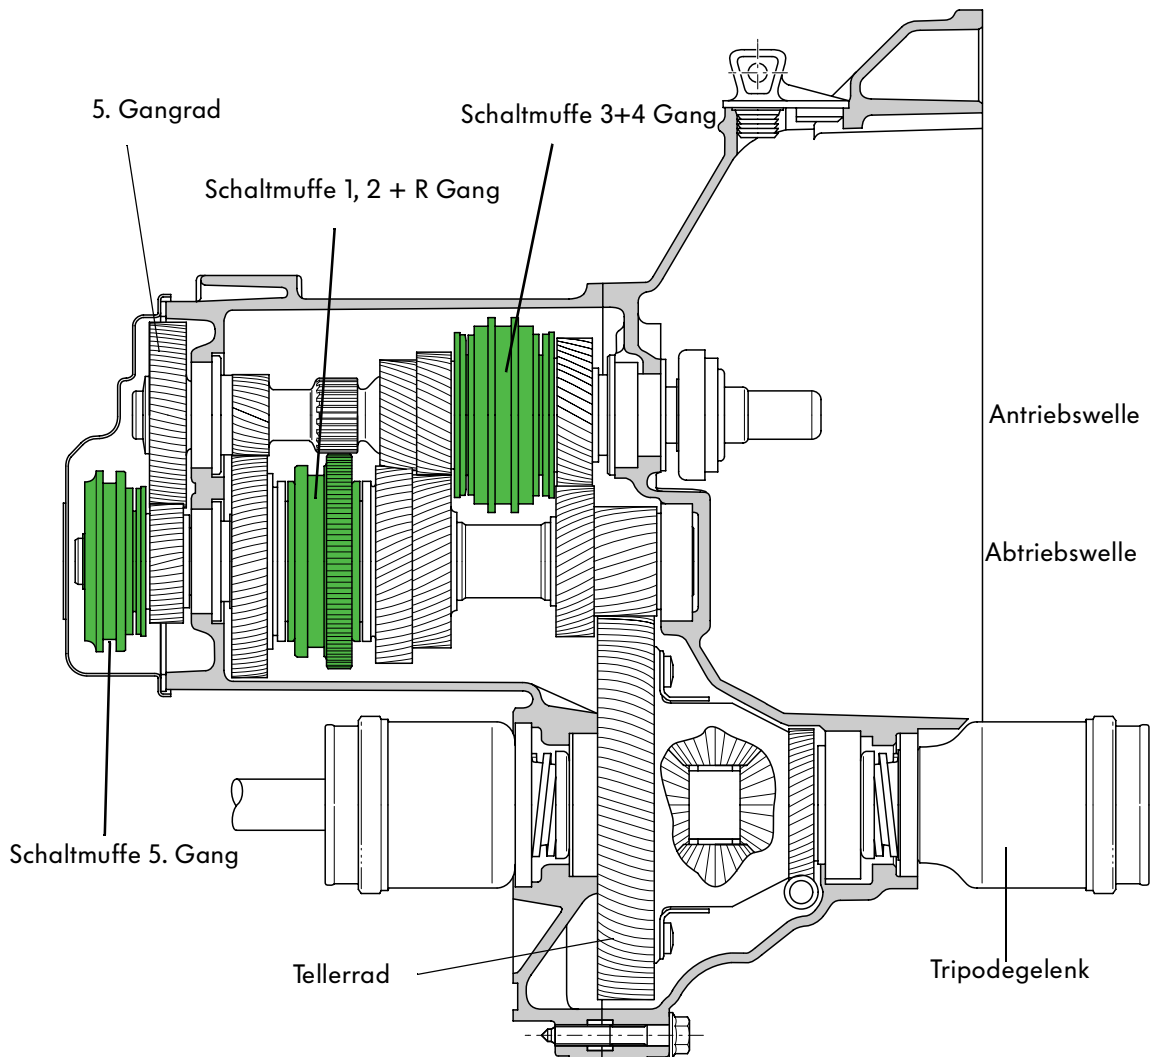 5. Gangrad
Schaltmuffe 3+4 Gang
Schaltmuffe 1, 2 + R Gang
Antriebswelle
Abtriebswelle
Schaltmuffe 5. Gang
Tellerrad
Tripodegelenk